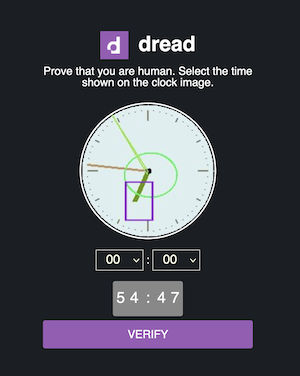 d dread
Prove that you are human. Select the time
shown on the clock image.
00 : 00
54:47
VERIFY